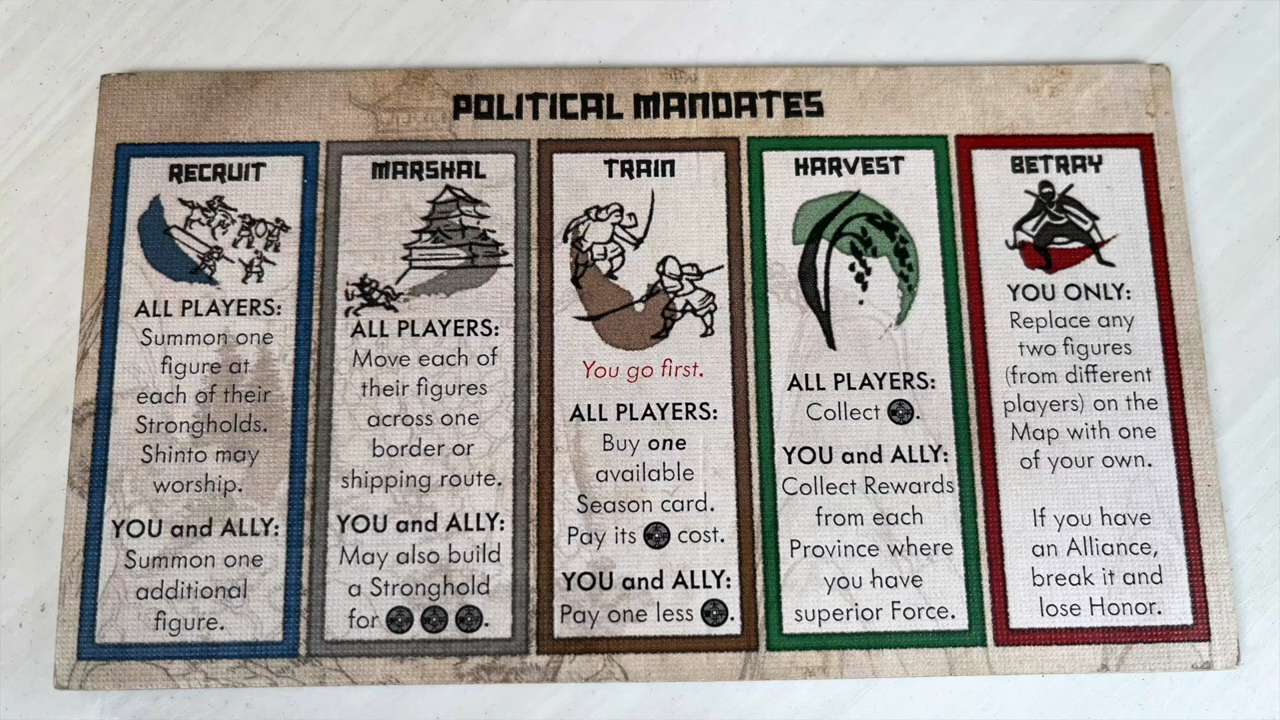 POLITICAL MANDATES
RECRUIT
ALL PLAYERS:
Summon one
figure at
each of their
Strongholds.
Shinto may
worship.
YOU and ALLY:
Summon one
additional
figure.
MARSHAL
ALL PLAYERS:
Move each of
their figures
across one
border or
shipping route.
YOU and ALLY:
May also build
a Stronghold
for .
TRAIN
You go first.
ALL PLAYERS:
Buy one
available
Season card.
Pay its cost.
YOU and ALLY:
Pay one less .
HARVEST
ALL PLAYERS:
Collect .
YOU and ALLY:
Collect Rewards
from each
Province where
you have
superior Force.
BETRAY
YOU ONLY:
Replace any
two figures
(from different
players) on the
Map with one
of your own.
If you have
an Alliance,
break it and
lose Honor.